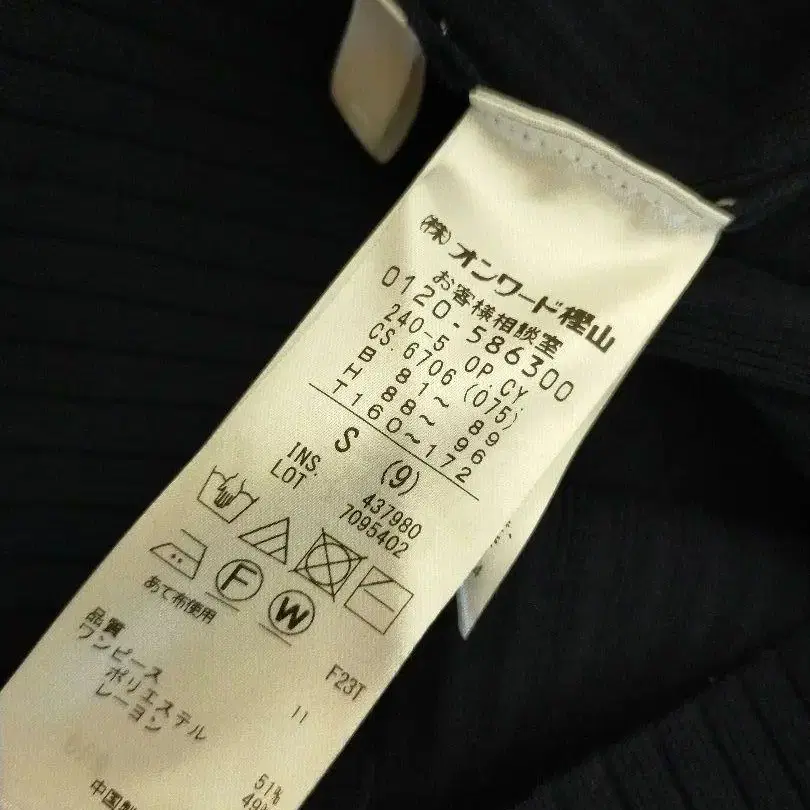 (株)オンワード樫山
お客様相談室
0120-586300
240-5 OP CY
CS. 6706 (075)
B 81～ 89
H 88～ 96
T160～172
S (9)
INS. 437980
LOT 7095402
F
W
あて布使用
F23T
品質
ワンピース 11
ポリエステル 51%
レーヨン 49%
中国製